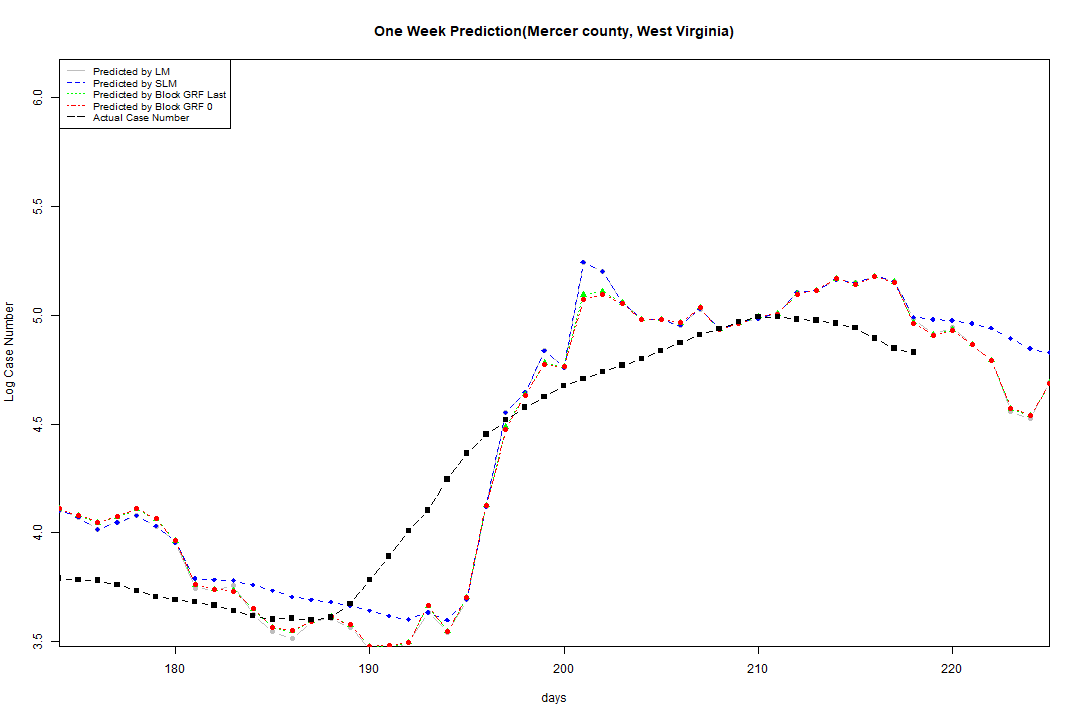 One Week Prediction(Mercer county, West Virginia)
Predicted by LM
Predicted by SLM
Predicted by Block GRF Last
Predicted by Block GRF 0
Actual Case Number
6.0
5.5
5.0
4.5
4.0
3.5
Log Case Number
180
190
200
210
220
days